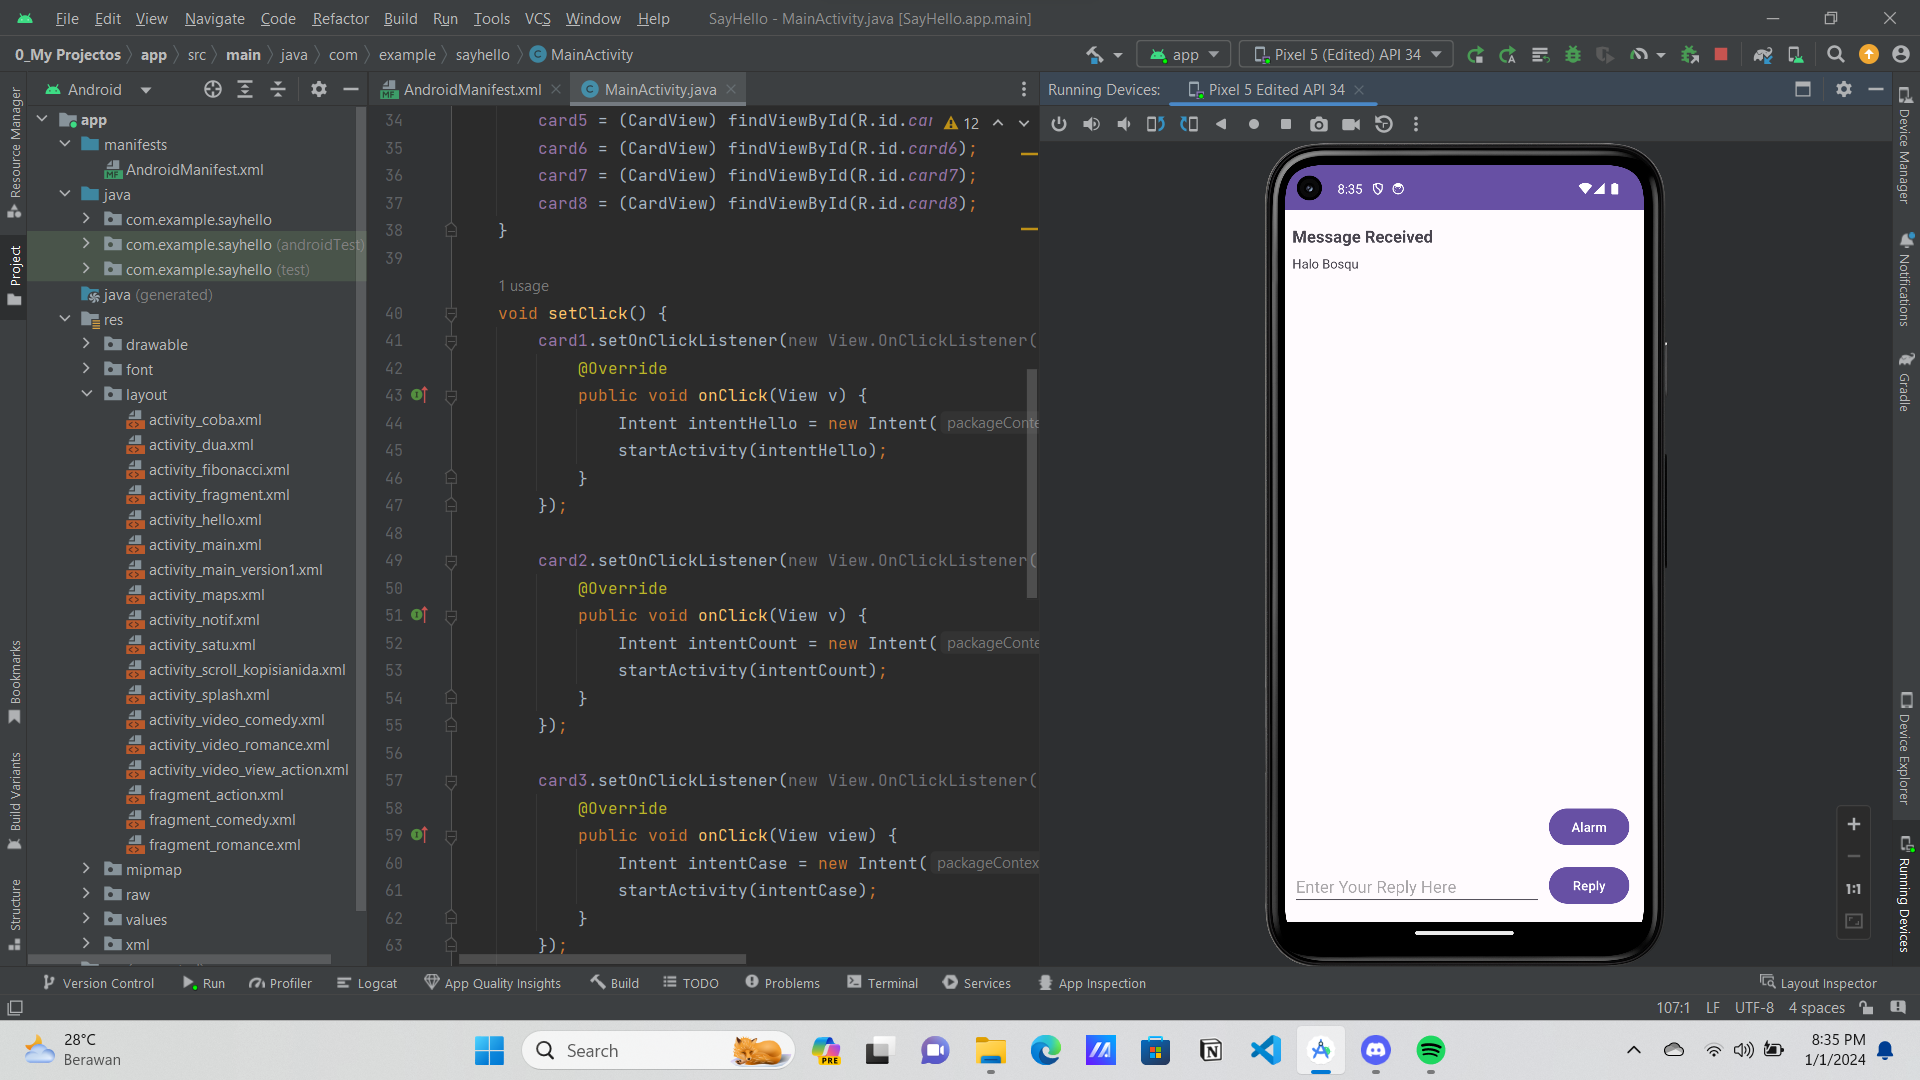 File Edit View Navigate Code Refactor Build Run Tools VCS Window Help SayHello - MainActivity.java [SayHello.app.main]
0_My Projectos app src main java com example sayhello MainActivity app Pixel 5 (Edited) API 34
Android AndroidManifest.xml MainActivity.java Running Devices: Pixel 5 Edited API 34
Resource Manager
Project
Bookmarks
Build Variants
Structure
app
manifests
AndroidManifest.xml
java
com.example.sayhello
com.example.sayhello (androidTest)
com.example.sayhello (test)
java (generated)
res
drawable
font
layout
activity_coba.xml
activity_dua.xml
activity_fibonacci.xml
activity_fragment.xml
activity_hello.xml
activity_main.xml
activity_main_version1.xml
activity_maps.xml
activity_notif.xml
activity_satu.xml
activity_scroll_kopisianida.xml
activity_splash.xml
activity_video_comedy.xml
activity_video_romance.xml
activity_video_view_action.xml
fragment_action.xml
fragment_comedy.xml
fragment_romance.xml
mipmap
raw
values
xml
34 card5 = (CardView) findViewById(R.id.car 12
35 card6 = (CardView) findViewById(R.id.card6);
36 card7 = (CardView) findViewById(R.id.card7);
37 card8 = (CardView) findViewById(R.id.card8);
38 }
39
1 usage
40 void setClick() {
41 card1.setOnClickListener(new View.OnClickListener(
42 @Override
43 public void onClick(View v) {
44 Intent intentHello = new Intent( packageConte
45 startActivity(intentHello);
46 }
47 });
48
49 card2.setOnClickListener(new View.OnClickListener(
50 @Override
51 public void onClick(View v) {
52 Intent intentCount = new Intent( packageConte
53 startActivity(intentCount);
54 }
55 });
56
57 card3.setOnClickListener(new View.OnClickListener(
58 @Override
59 public void onClick(View view) {
60 Intent intentCase = new Intent( packageContex
61 startActivity(intentCase);
62 }
63 });
8:35
Message Received
Halo Bosqu
Alarm
Enter Your Reply Here Reply
1:1
Device Manager
Notifications
Gradle
Device Explorer
Running Devices
Version Control Run Profiler Logcat App Quality Insights Build TODO Problems Terminal Services App Inspection Layout Inspector
107:1 LF UTF-8 4 spaces
28°C
Berawan
Search
PRE
8:35 PM
1/1/2024